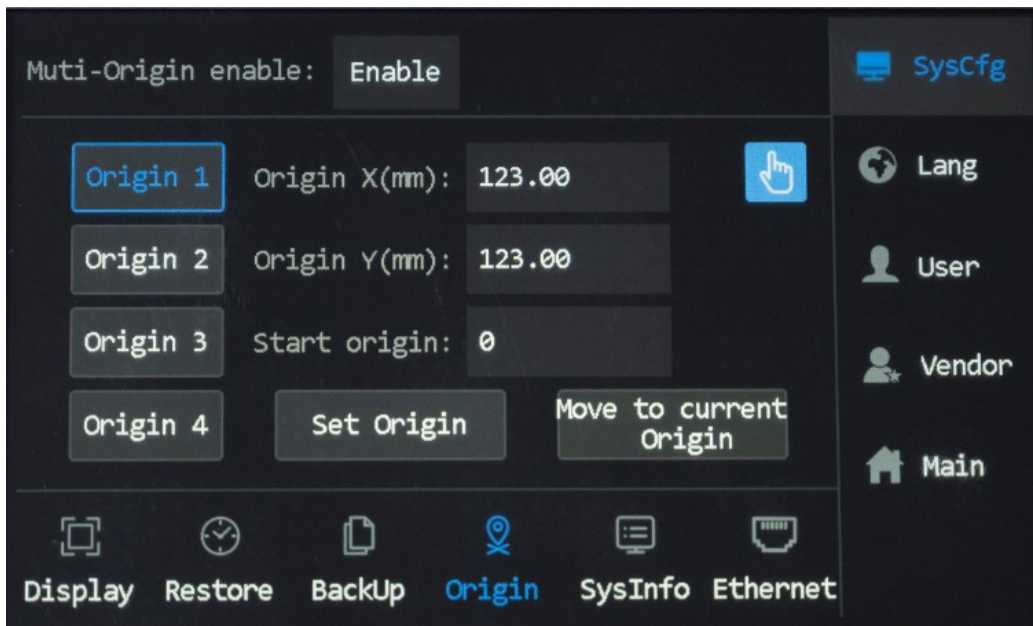 Muti-Origin enable: Enable
SysCfg
Origin 1 Origin X(mm): 123.00
Lang
Origin 2 Origin Y(mm): 123.00
User
Origin 3 Start origin: 0
Vendor
Origin 4 Set Origin Move to current
Origin
Main
Display Restore BackUp Origin SysInfo Ethernet